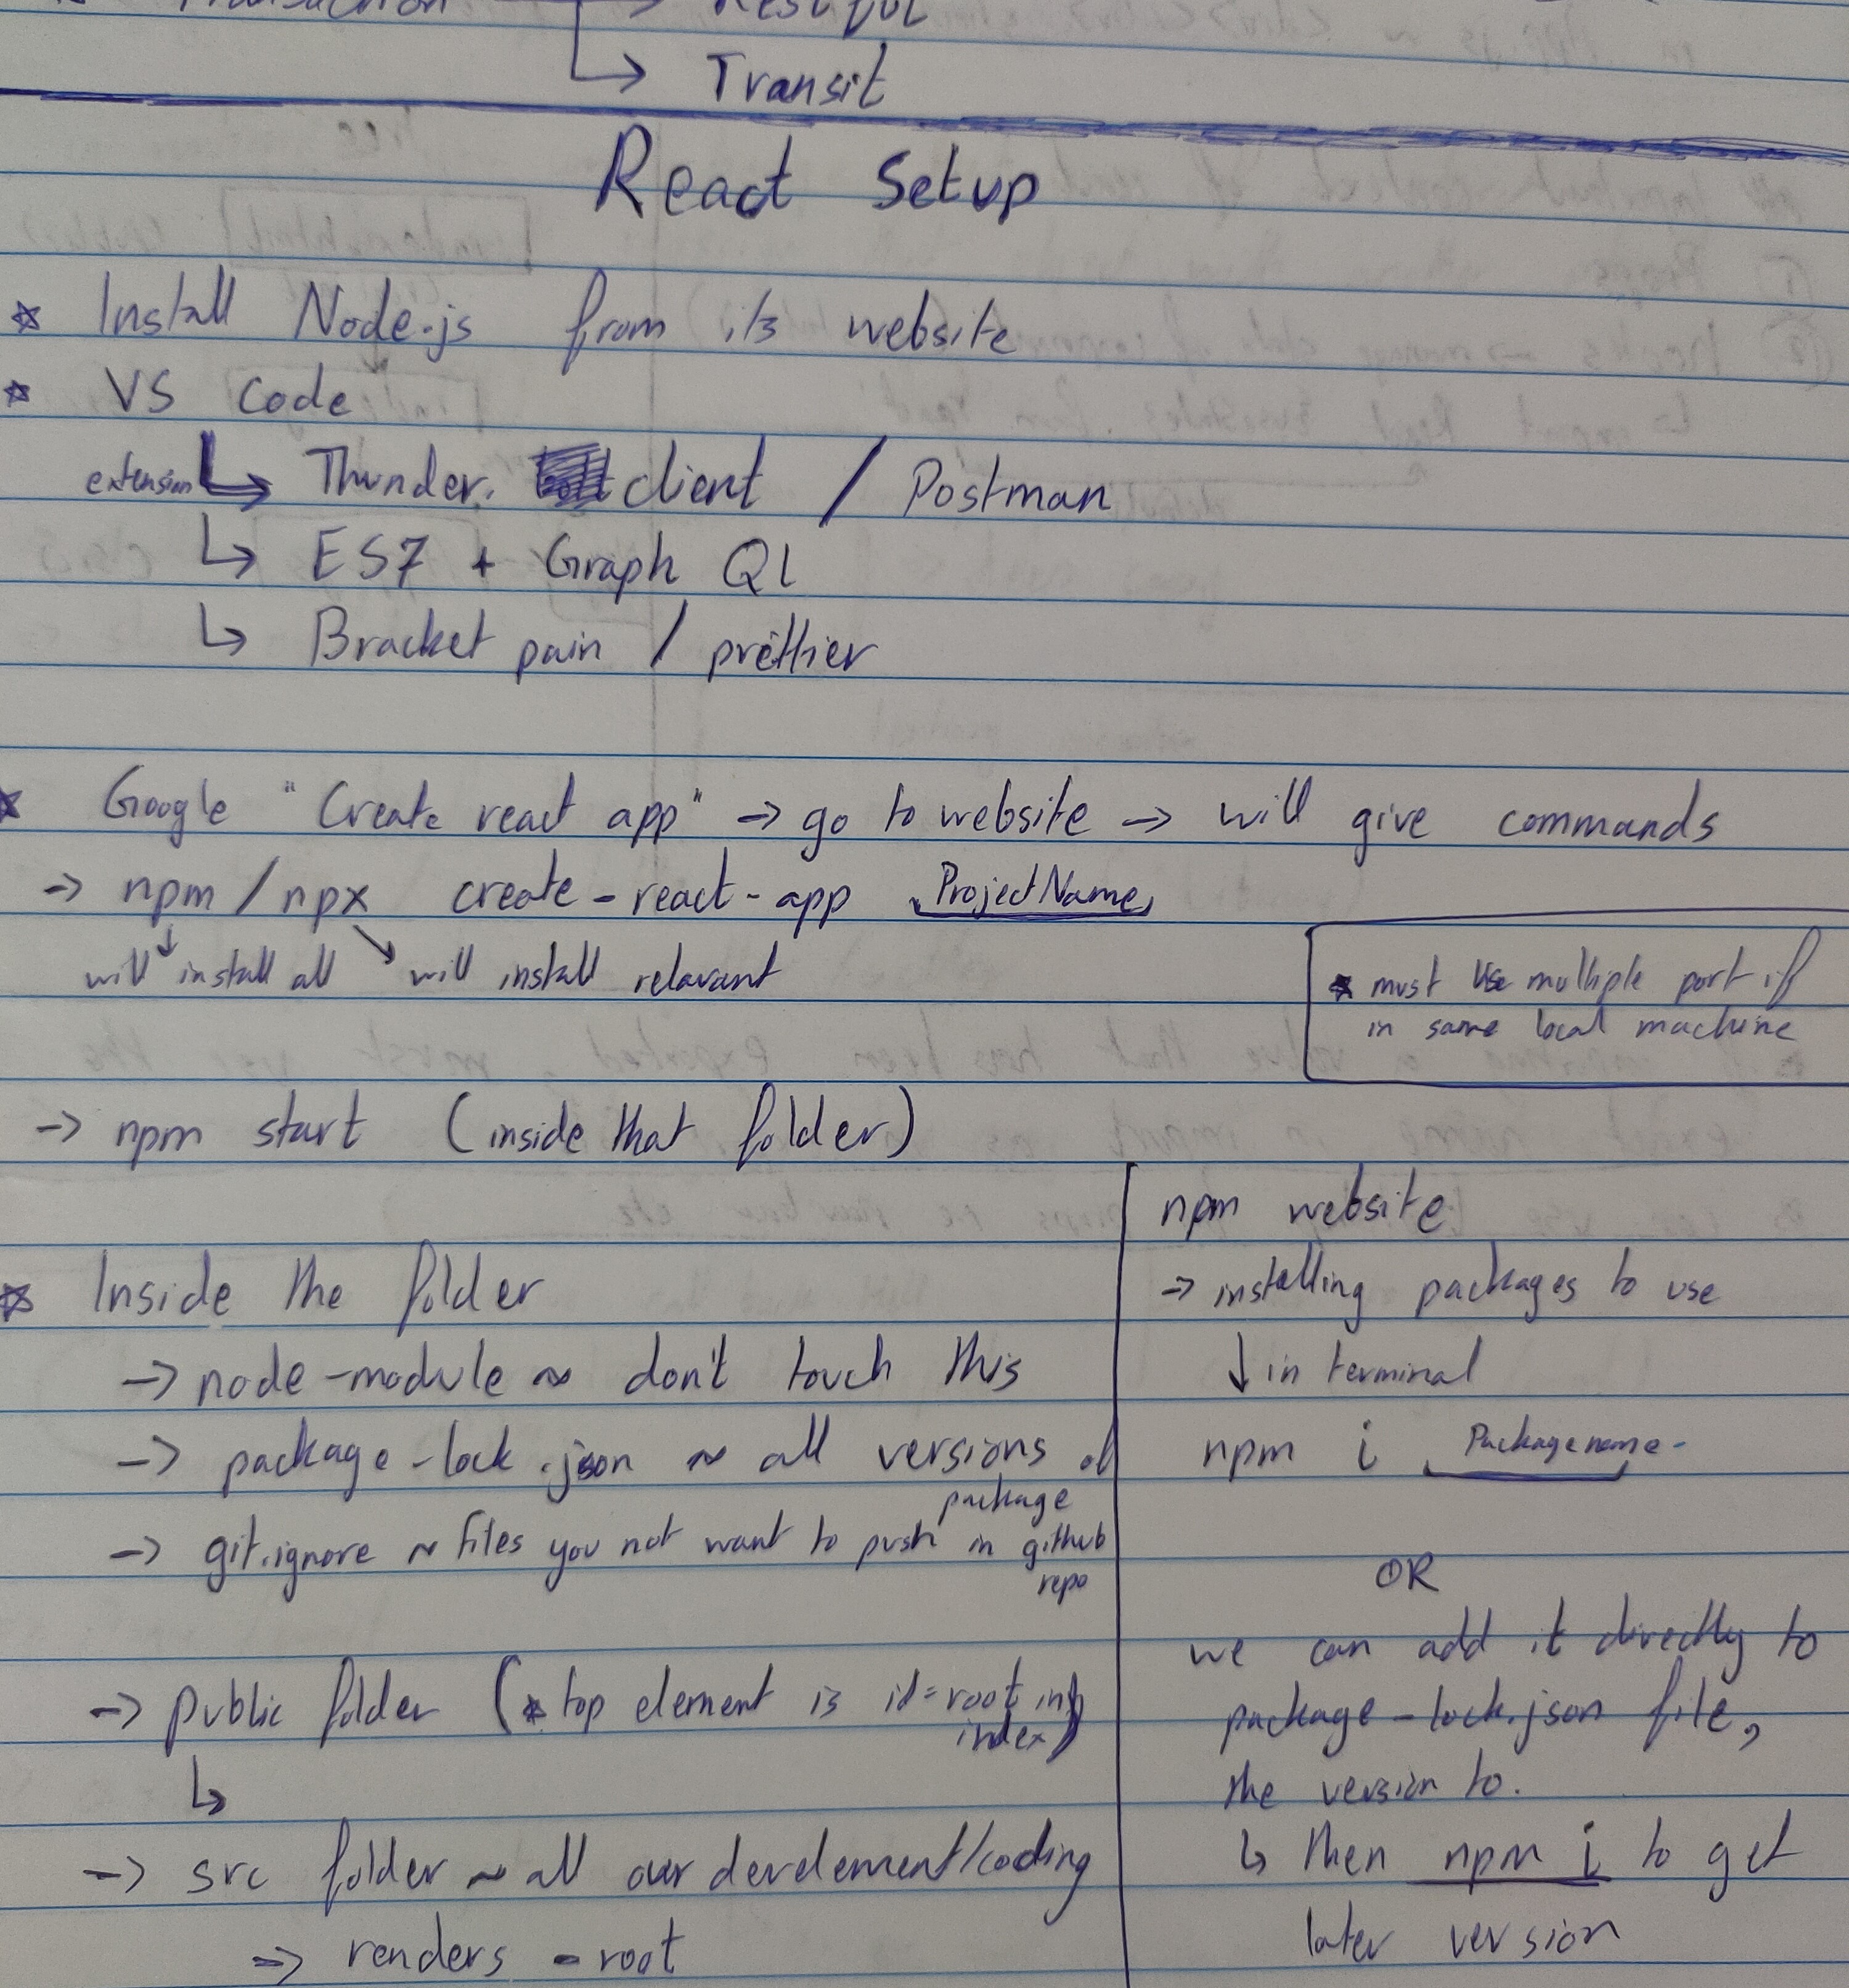 Transaction → Restful
↳ Transit
React Setup
☆ Install Node.js from its website
☆ VS Code
extension ↳ Thunder. client / Postman
↳ ES7 + Graph QL
↳ Bracket pain / prettier
☆ Google "Create react app" → go to website → will give commands
→ npm / npx create-react-app ProjectName
will install all will install relavant
☆ must use multiple port if
in same local machine
→ npm start (inside that folder)
☆ Inside the folder
→ node-module ~ don't touch this
→ package-lock.json ~ all versions of
package
→ git.ignore ~ files you not want to push in github
repo
→ public folder (☆ top element is id=root in
index)
↳
→ src folder ~ all our develement/coding
→ renders - root
npm website
→ installing packages to use
↓ in terminal
npm i Packagename
OR
we can add it directly to
package-lock.json file,
the version to.
↳ then npm i to get
later version